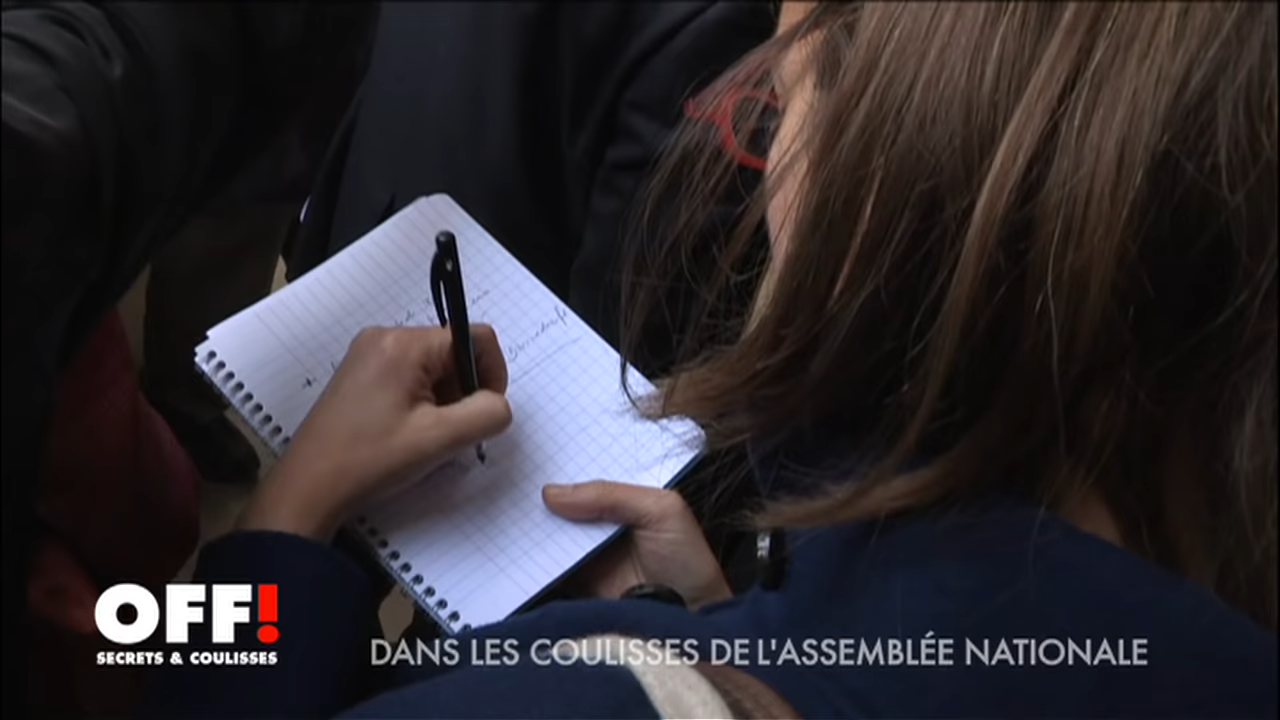 OFF!
SECRETS & COULISSES
DANS LES COULISSES DE L'ASSEMBLÉE NATIONALE